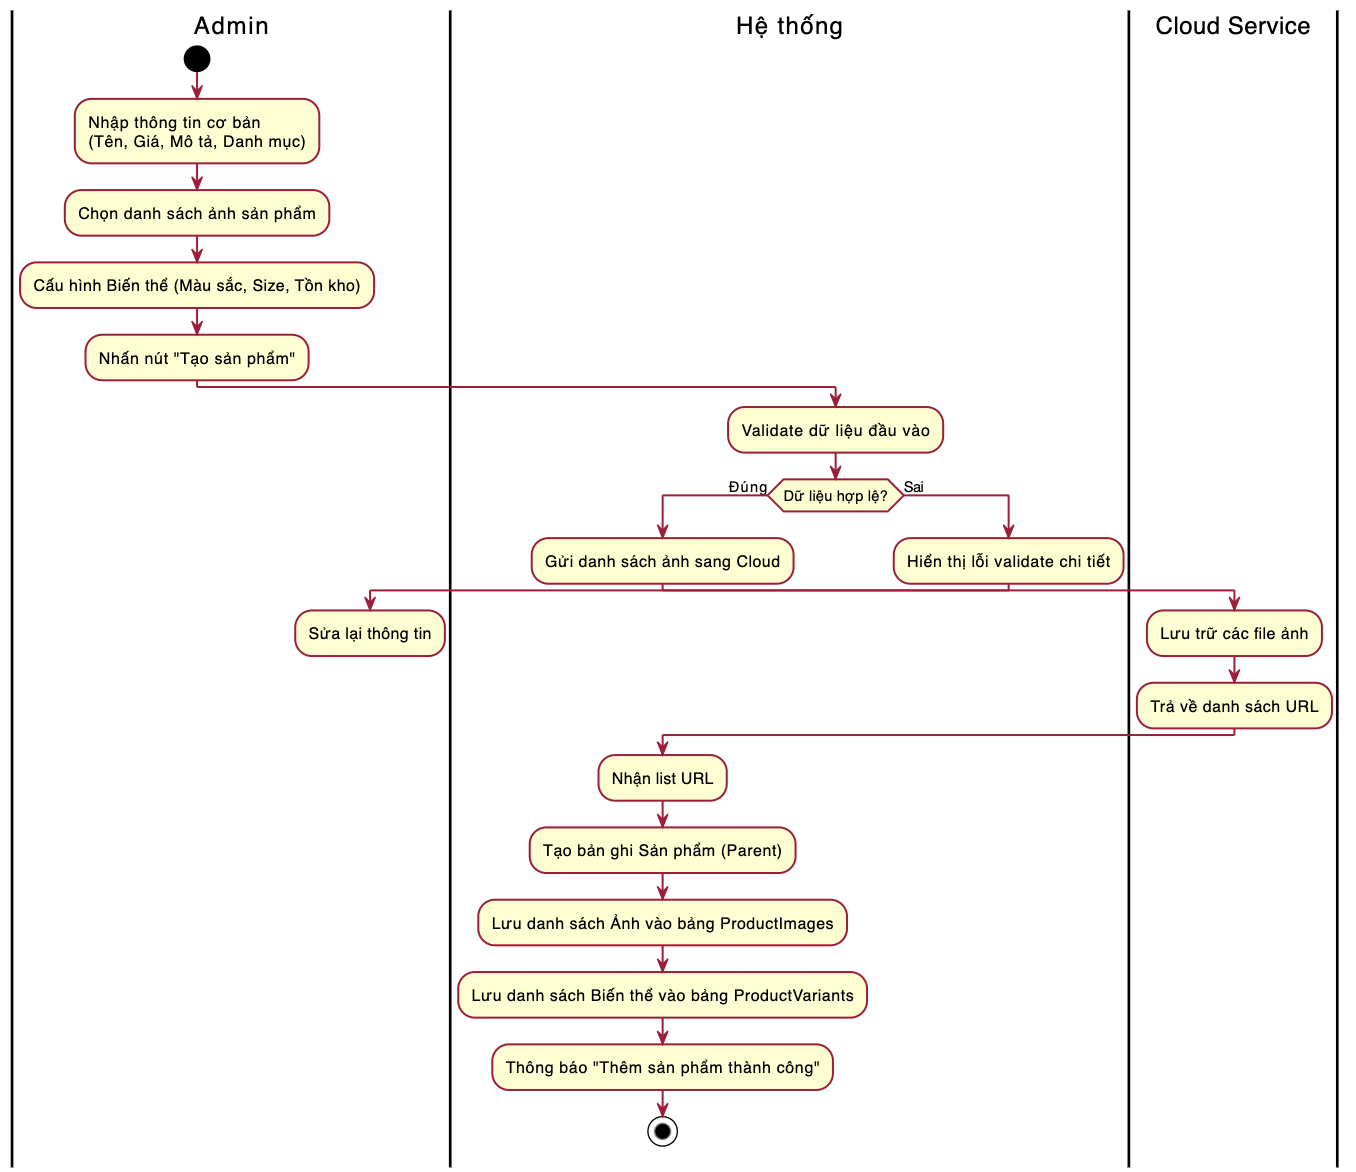 Admin
Hệ thống
Cloud Service
Nhập thông tin cơ bản
(Tên, Giá, Mô tả, Danh mục)
Chọn danh sách ảnh sản phẩm
Cấu hình Biến thể (Màu sắc, Size, Tồn kho)
Nhấn nút "Tạo sản phẩm"
Validate dữ liệu đầu vào
Đúng
Dữ liệu hợp lệ?
Sai
Gửi danh sách ảnh sang Cloud
Hiển thị lỗi validate chi tiết
Sửa lại thông tin
Lưu trữ các file ảnh
Trả về danh sách URL
Nhận list URL
Tạo bản ghi Sản phẩm (Parent)
Lưu danh sách Ảnh vào bảng ProductImages
Lưu danh sách Biến thể vào bảng ProductVariants
Thông báo "Thêm sản phẩm thành công"